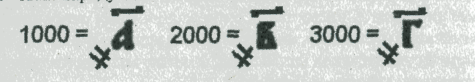 1000 = ҂а҃ 2000 = ҂в҃ 3000 = ҂г҃